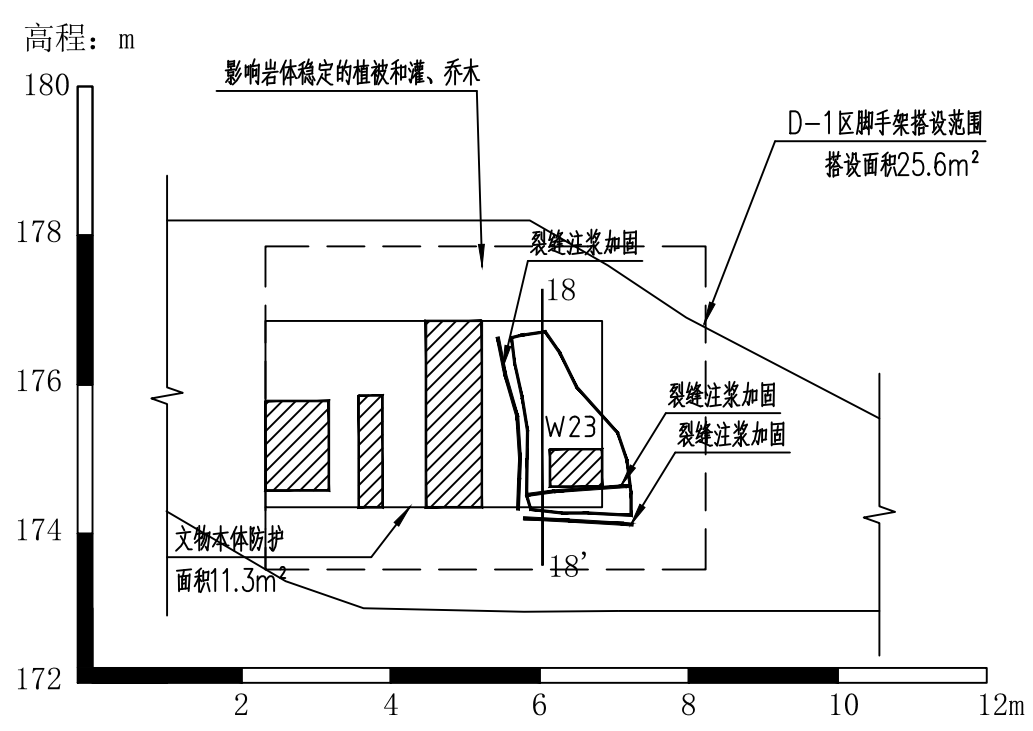 高程：m
180
影响岩体稳定的植被和灌、乔木
D-1区脚手架搭设范围
搭设面积25.6m²
178
裂缝注浆加固
18
176
裂缝注浆加固
W23
裂缝注浆加固
174
文物本体防护
18'
面积11.3m²
172
2 4 6 8 10 12m